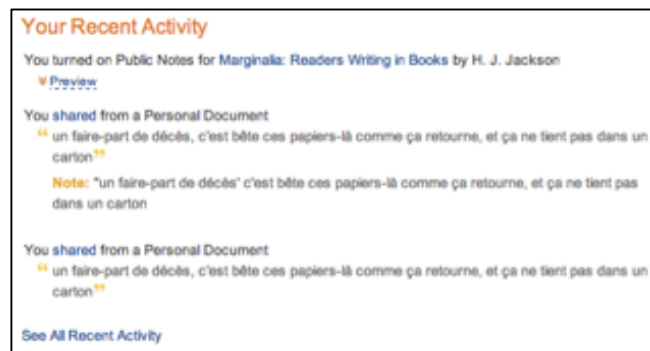 Your Recent Activity
You turned on Public Notes for Marginalia: Readers Writing in Books by H. J. Jackson
Preview
You shared from a Personal Document
“ un faire-part de décès, c'est bête ces papiers-là comme ça retourne, et ça ne tient pas dans un
carton ”
Note: "un faire-part de décès' c'est bête ces papiers-là comme ça retourne, et ça ne tient pas
dans un carton
You shared from a Personal Document
“ un faire-part de décès, c'est bête ces papiers-là comme ça retourne, et ça ne tient pas dans un
carton ”
See All Recent Activity